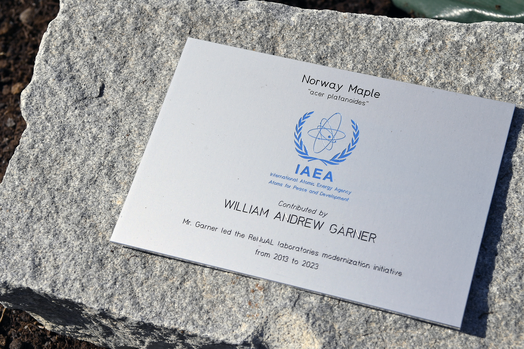 Norway Maple
"acer platanoides"
IAEA
International Atomic Energy Agency
Atoms for Peace and Development
Contributed by
WILLIAM ANDREW GARNER
Mr. Garner led the ReNuAL laboratories modernization initiative
from 2013 to 2023